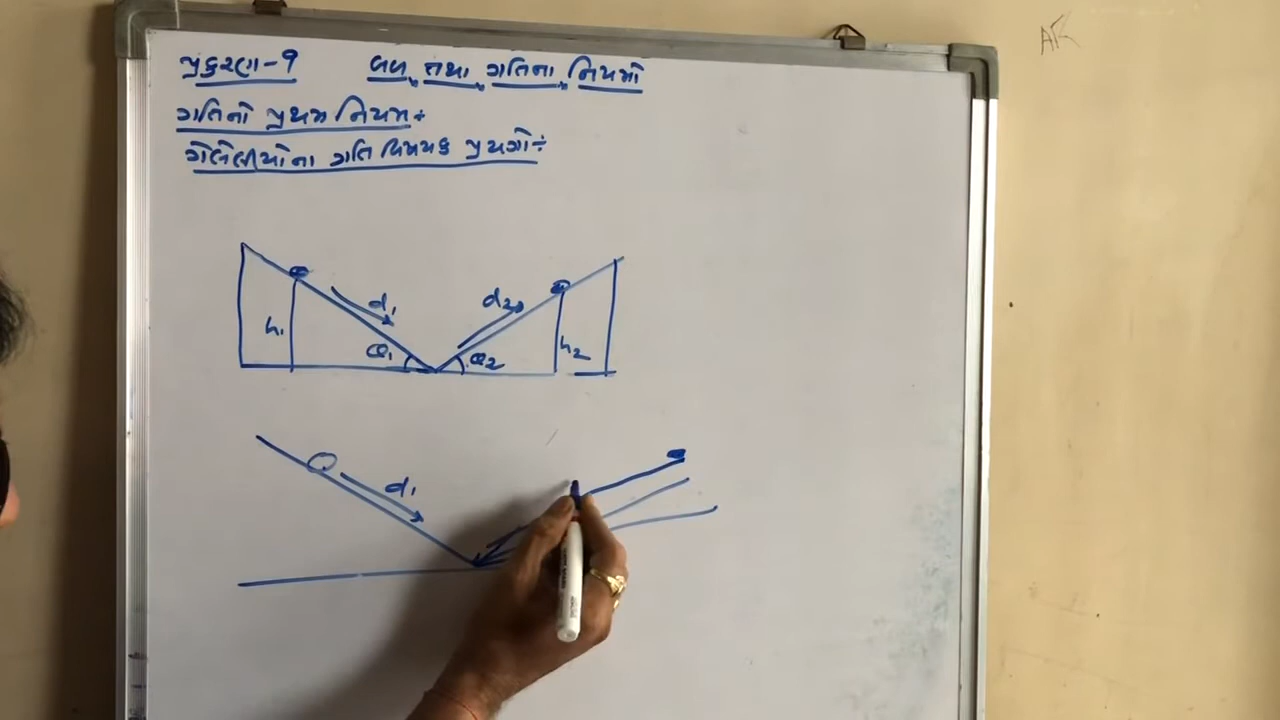 પ્રકરણ-9 બળ તથા ગતિના નિયમો
ગતિનો પ્રથમ નિયમ ÷
ગેલેલીયોના ગતિ વિષયક પ્રયોગો ÷
h₁ d₁ θ₁ θ₂ d₂ h₂
d₁
AK